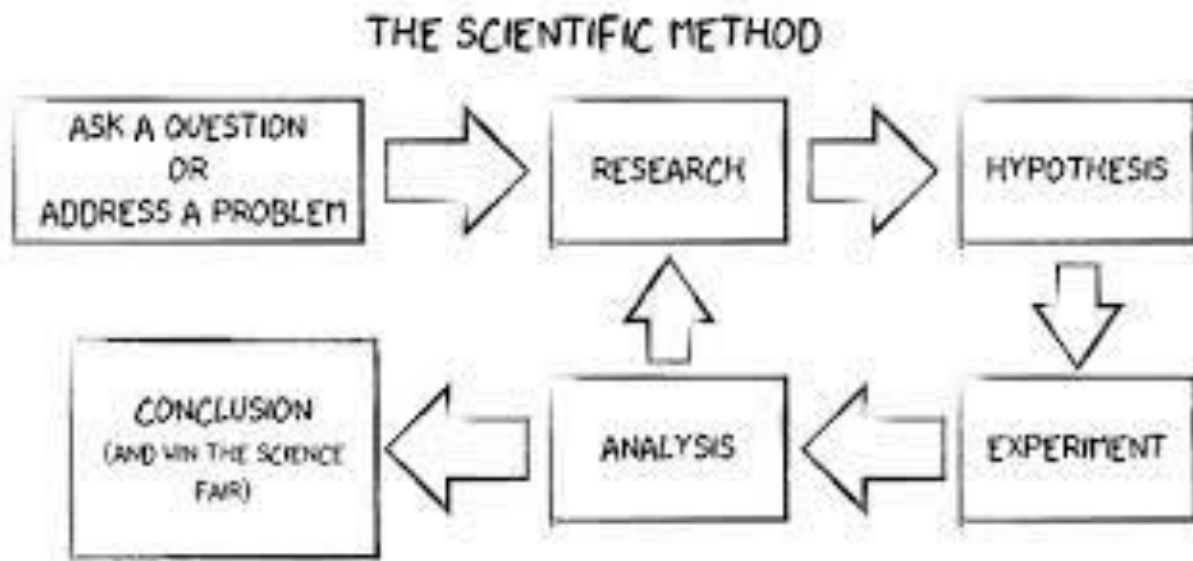 THE SCIENTIFIC METHOD
ASK A QUESTION
OR
ADDRESS A PROBLEM
RESEARCH
HYPOTHESIS
EXPERIMENT
ANALYSIS
CONCLUSION
(AND WIN THE SCIENCE
FAIR)